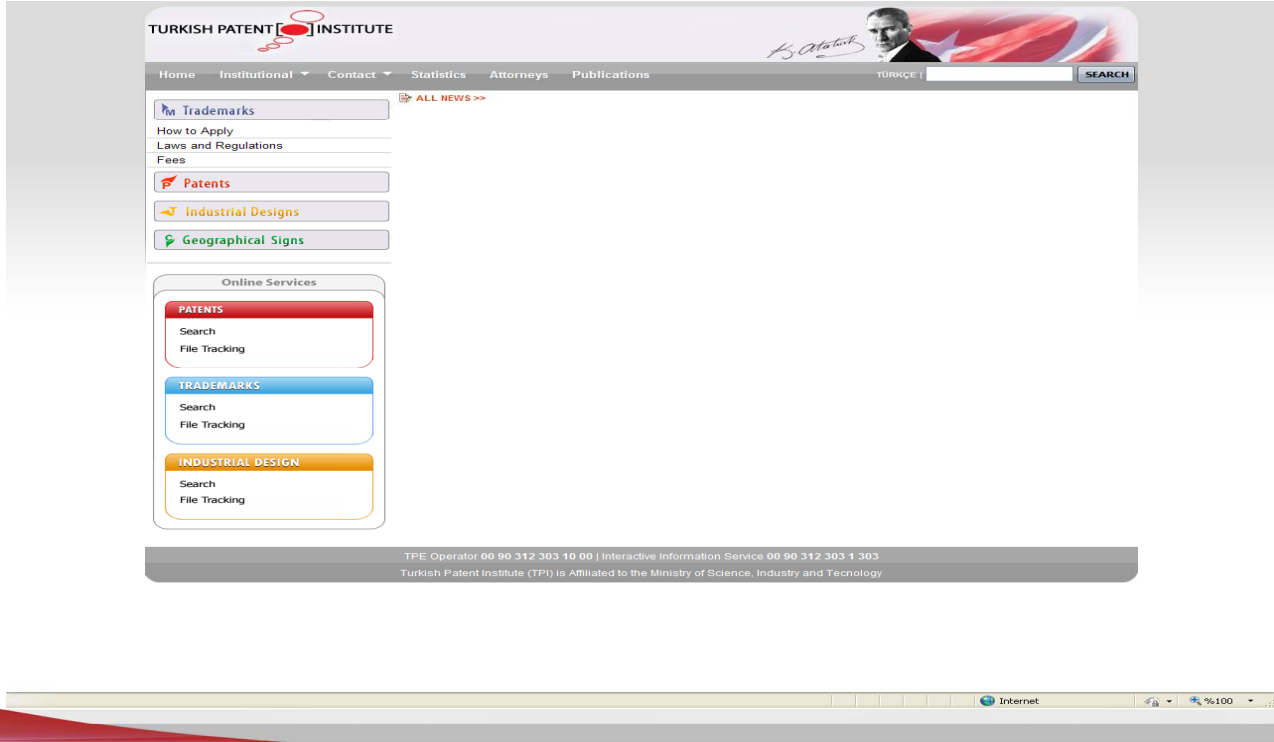 TURKISH PATENT[ ]INSTITUTE
K. Atatürk
Home Institutional Contact Statistics Attorneys Publications TÜRKÇE | SEARCH
Trademarks
How to Apply
Laws and Regulations
Fees
Patents
Industrial Designs
Geographical Signs
ALL NEWS >>
Online Services
PATENTS
Search
File Tracking
TRADEMARKS
Search
File Tracking
INDUSTRIAL DESIGN
Search
File Tracking
TPE Operator 00 90 312 303 10 00 | Interactive Information Service 00 90 312 303 1 303
Turkish Patent Institute (TPI) is Affiliated to the Ministry of Science, Industry and Tecnology
Internet %100